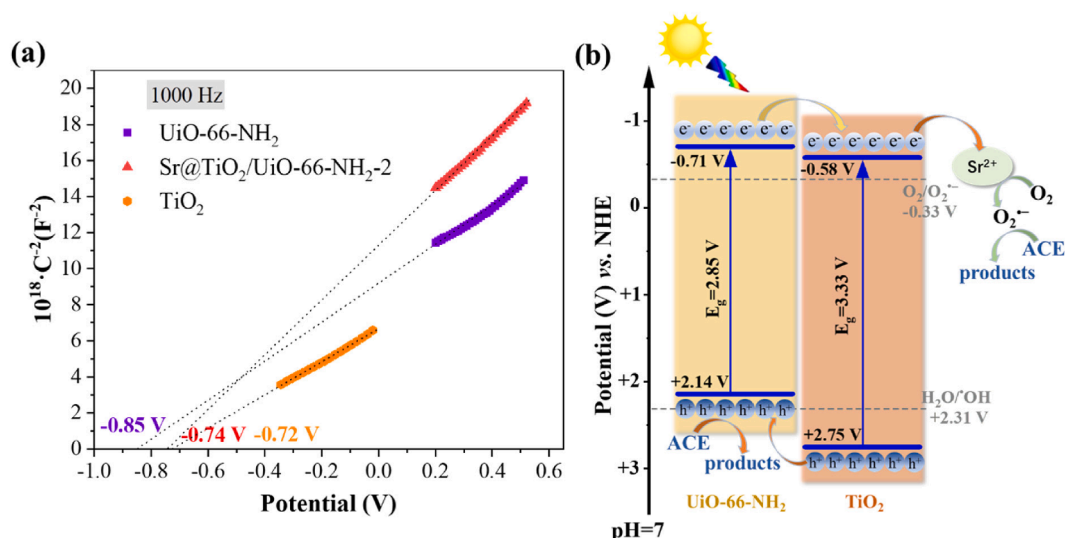 (a)
20
18
16
14
12
10
8
6
4
2
0
10¹⁸·C⁻²(F⁻²)
1000 Hz
UiO-66-NH₂
Sr@TiO₂/UiO-66-NH₂-2
TiO₂
-0.85 V
-0.74 V
-0.72 V
-1.0 -0.8 -0.6 -0.4 -0.2 0.0 0.2 0.4 0.6
Potential (V)
(b)
Potential (V) vs. NHE
-1
0
+1
+2
+3
pH=7
e⁻ e⁻ e⁻ e⁻ e⁻ e⁻
-0.71 V
E_g=2.85 V
+2.14 V
h⁺ h⁺ h⁺ h⁺ h⁺ h⁺
ACE
products
UiO-66-NH₂
e⁻ e⁻ e⁻ e⁻ e⁻ e⁻
-0.58 V
E_g=3.33 V
+2.75 V
h⁺ h⁺ h⁺ h⁺ h⁺ h⁺
TiO₂
Sr²⁺
O₂/O₂•⁻
-0.33 V
O₂
O₂•⁻
ACE
products
H₂O/•OH
+2.31 V